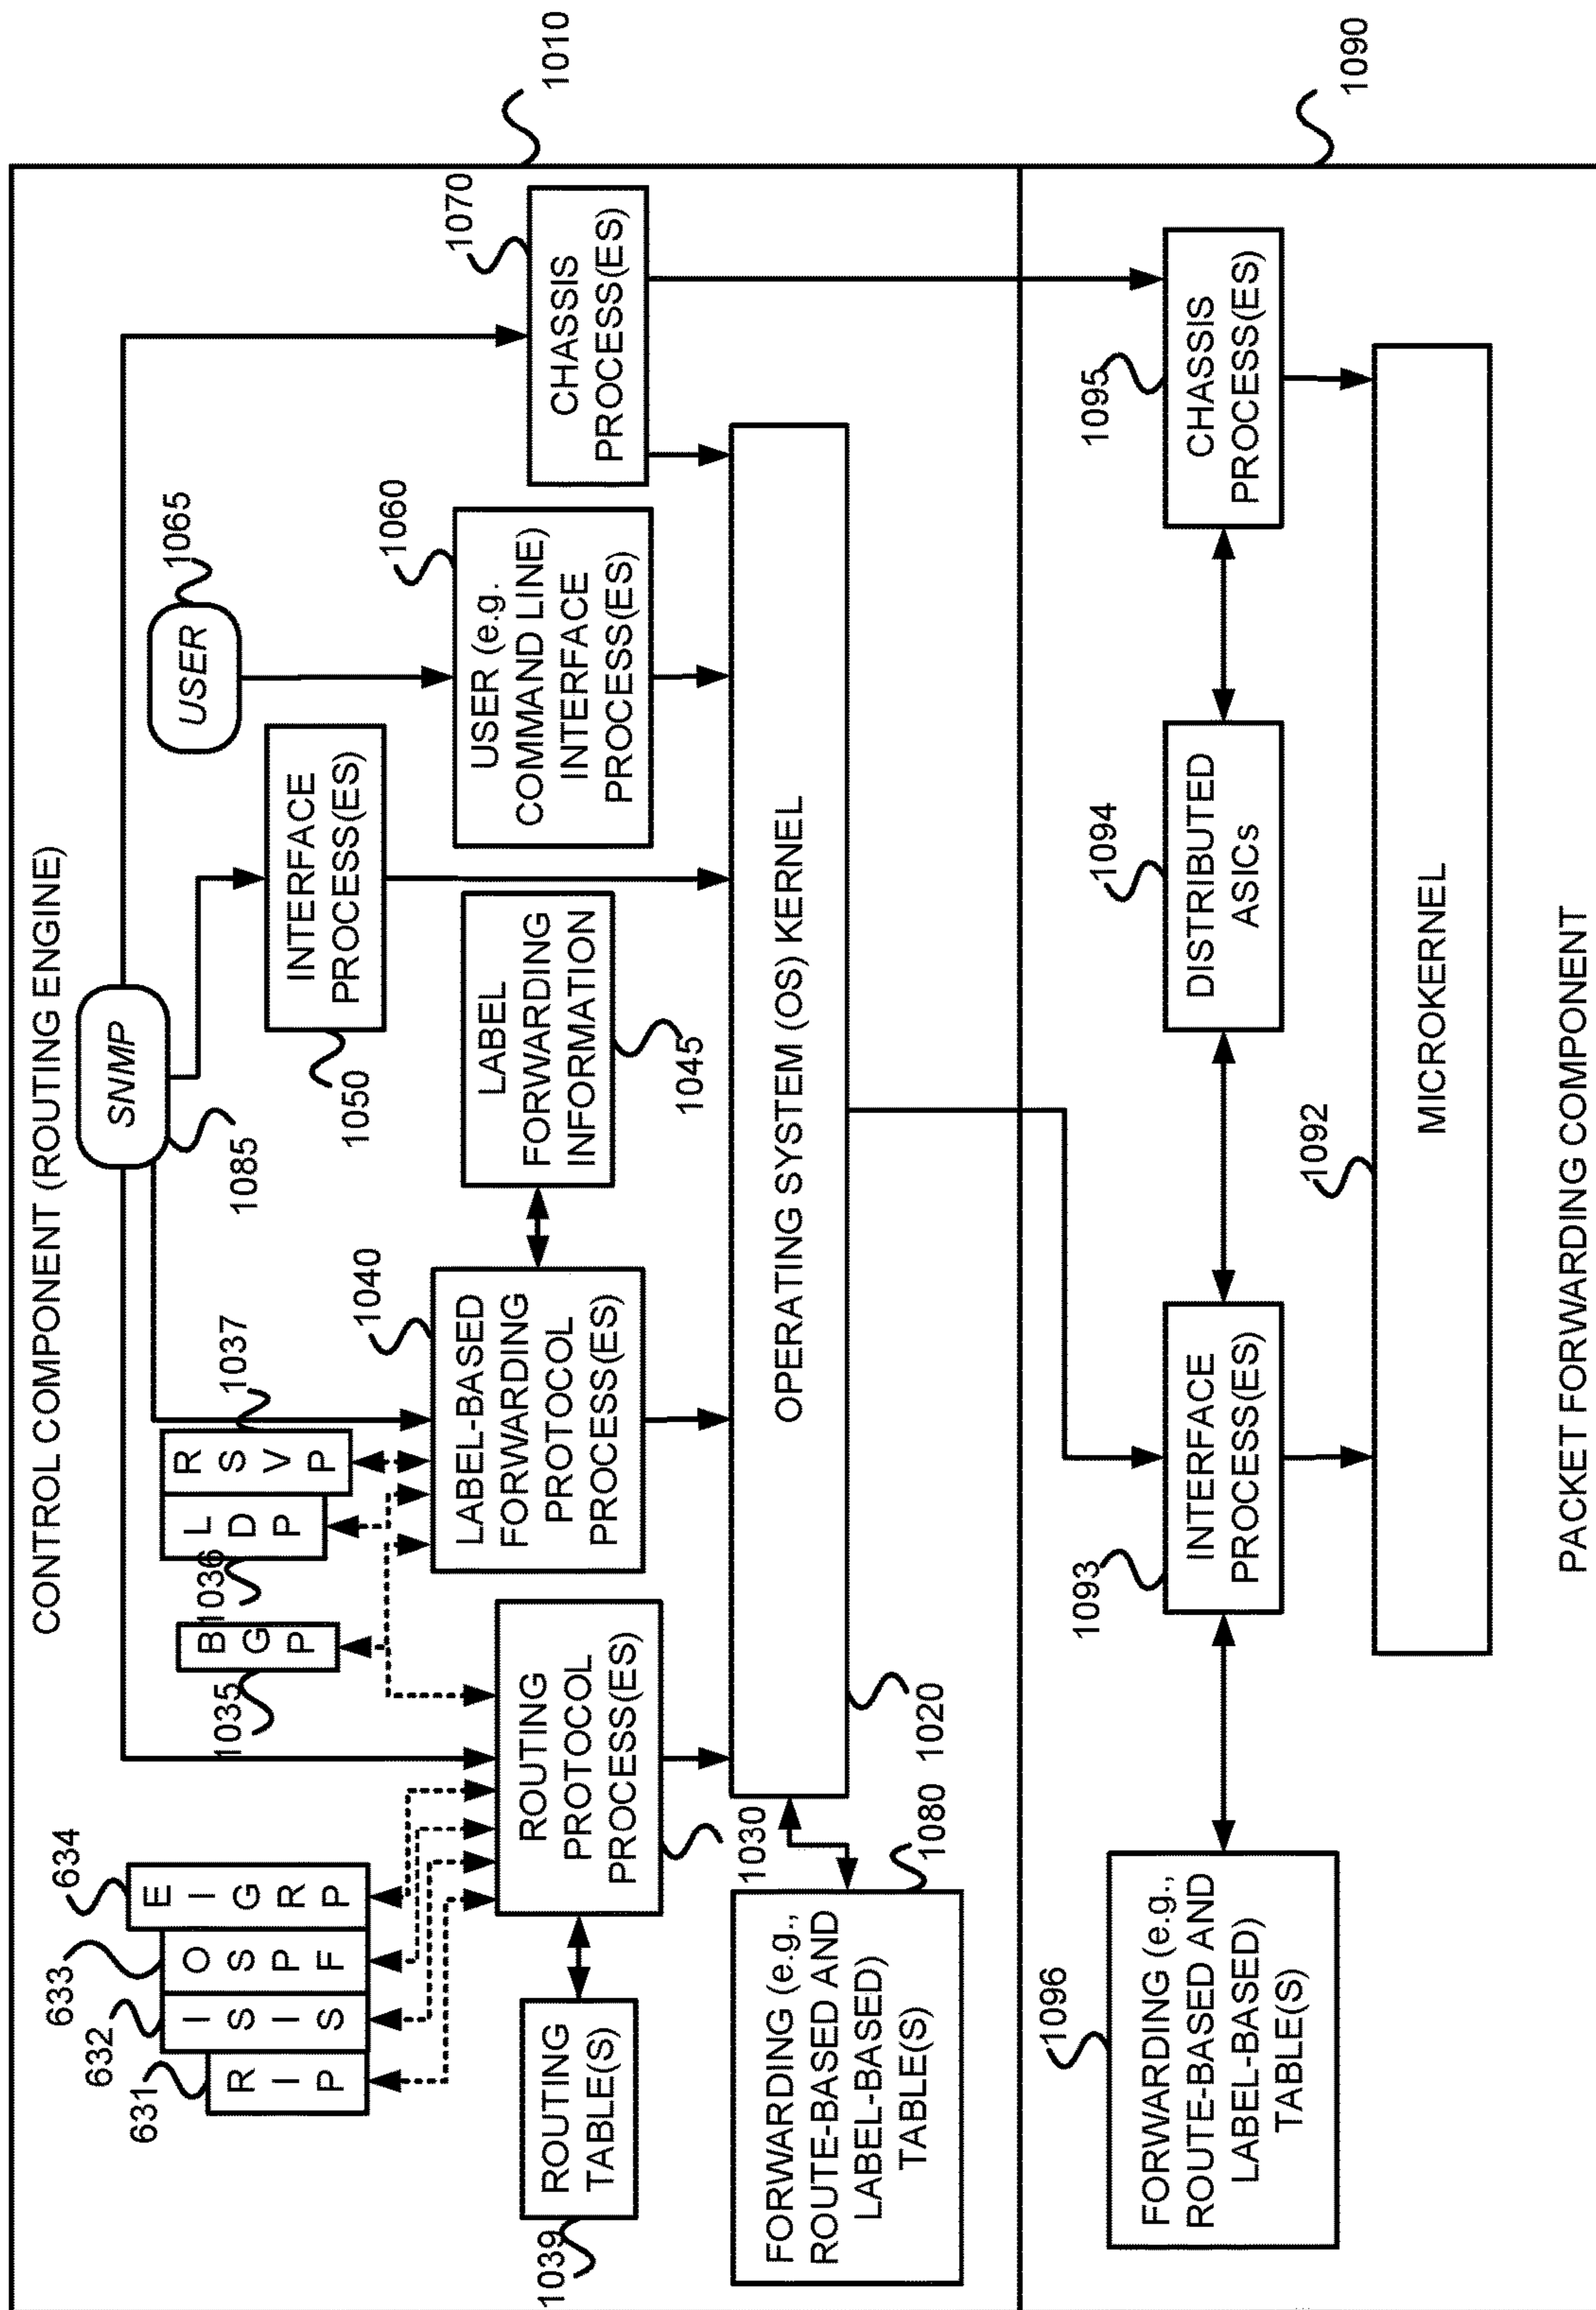 CONTROL COMPONENT (ROUTING ENGINE)
1010
SNMP
1085
USER
1065
631
RIP
632
ISIS
633
OSPF
634
EIGRP
1035
BGP
1036
LDP
1037
RSVP
1040
LABEL-BASED
FORWARDING
PROTOCOL
PROCESS(ES)
LABEL
FORWARDING
INFORMATION
1045
INTERFACE
PROCESS(ES)
1050
1060
USER (e.g.
COMMAND LINE)
INTERFACE
PROCESS(ES)
1070
CHASSIS
PROCESS(ES)
ROUTING
PROTOCOL
PROCESS(ES)
1030
ROUTING
TABLE(S)
1039
OPERATING SYSTEM (OS) KERNEL
1020
1080
FORWARDING (e.g.,
ROUTE-BASED AND
LABEL-BASED)
TABLE(S)
1090
1096
FORWARDING (e.g.,
ROUTE-BASED AND
LABEL-BASED)
TABLE(S)
1093
INTERFACE
PROCESS(ES)
1094
DISTRIBUTED
ASICs
1095
CHASSIS
PROCESS(ES)
1092
MICROKERNEL
PACKET FORWARDING COMPONENT